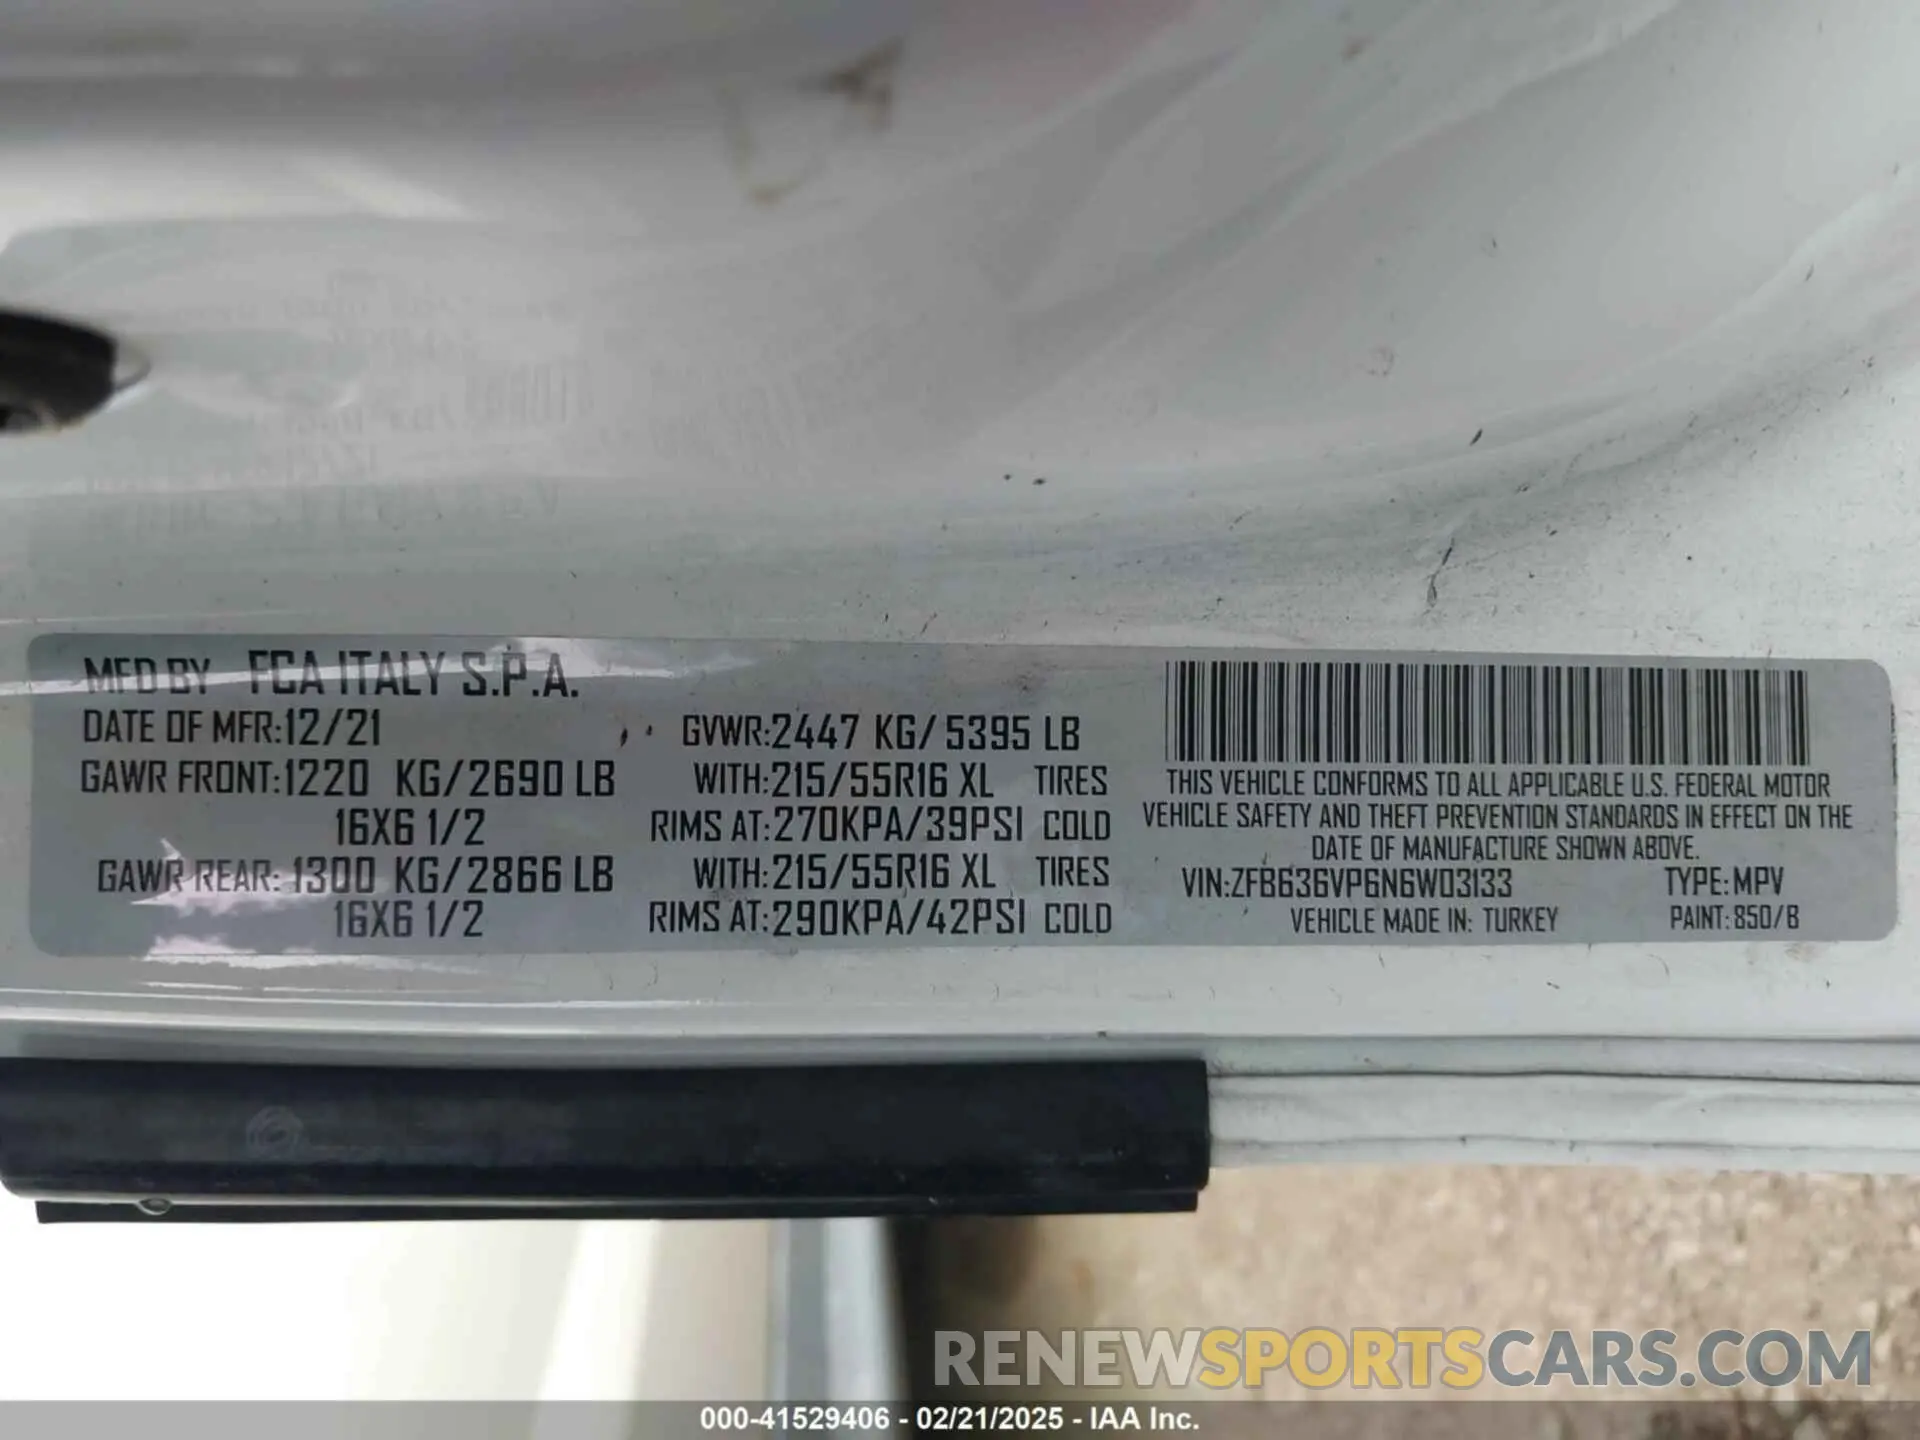 MFD BY FCA ITALY S.P.A.
DATE OF MFR:12/21 GVWR:2447 KG/5395 LB
GAWR FRONT:1220 KG/2690 LB WITH:215/55R16 XL TIRES
16X6 1/2 RIMS AT:270KPA/39PSI COLD
GAWR REAR: 1300 KG/2866 LB WITH:215/55R16 XL TIRES
16X6 1/2 RIMS AT:290KPA/42PSI COLD
THIS VEHICLE CONFORMS TO ALL APPLICABLE U.S. FEDERAL MOTOR
VEHICLE SAFETY AND THEFT PREVENTION STANDARDS IN EFFECT ON THE
DATE OF MANUFACTURE SHOWN ABOVE.
VIN:ZFB636VP6N6W03133 TYPE:MPV
VEHICLE MADE IN: TURKEY PAINT: 850/B
RENEWSPORTSCARS.COM
000-41529406 - 02/21/2025 - IAA Inc.